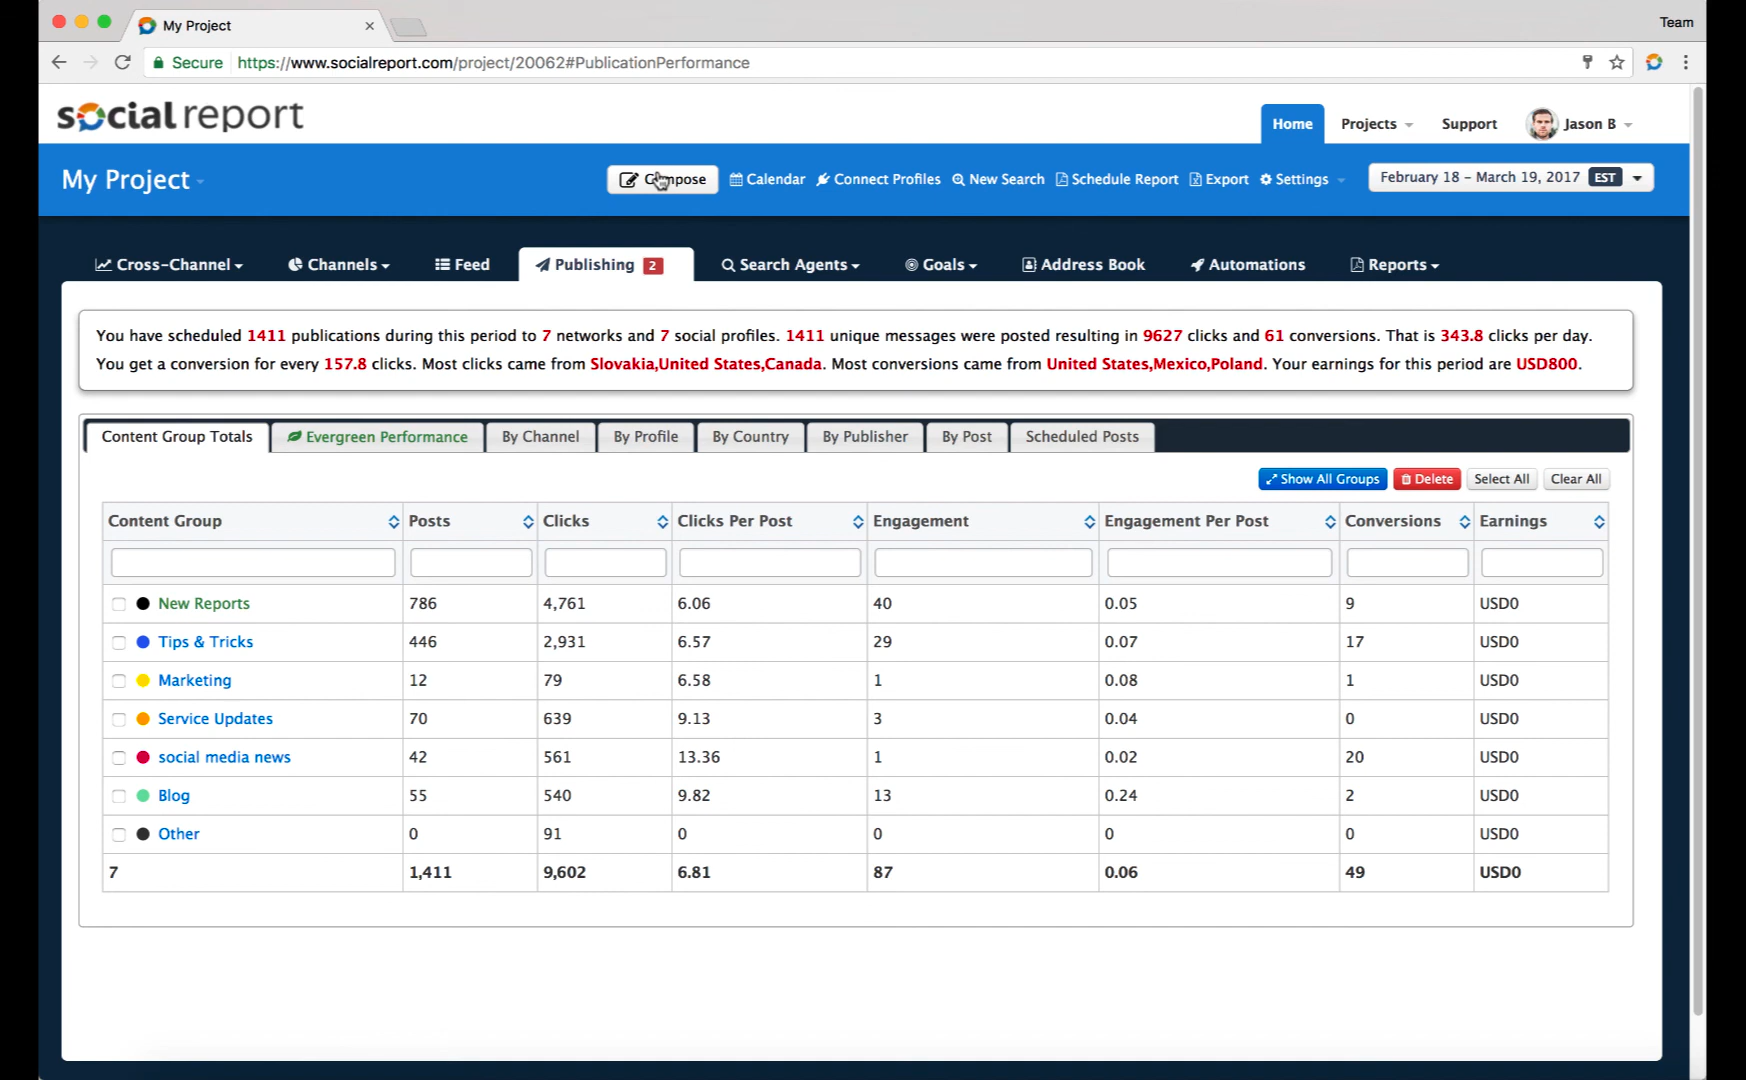 My Project
Team
Secure https://www.socialreport.com/project/20062#PublicationPerformance
social report
Home Projects Support Jason B
My Project Compose Calendar Connect Profiles New Search Schedule Report Export Settings February 18 - March 19, 2017 EST
Cross-Channel Channels Feed Publishing 2 Search Agents Goals Address Book Automations Reports
You have scheduled 1411 publications during this period to 7 networks and 7 social profiles. 1411 unique messages were posted resulting in 9627 clicks and 61 conversions. That is 343.8 clicks per day.
You get a conversion for every 157.8 clicks. Most clicks came from Slovakia,United States,Canada. Most conversions came from United States,Mexico,Poland. Your earnings for this period are USD800.
Content Group Totals Evergreen Performance By Channel By Profile By Country By Publisher By Post Scheduled Posts
Show All Groups Delete Select All Clear All
Content Group Posts Clicks Clicks Per Post Engagement Engagement Per Post Conversions Earnings
New Reports 786 4,761 6.06 40 0.05 9 USD0
Tips & Tricks 446 2,931 6.57 29 0.07 17 USD0
Marketing 12 79 6.58 1 0.08 1 USD0
Service Updates 70 639 9.13 3 0.04 0 USD0
social media news 42 561 13.36 1 0.02 20 USD0
Blog 55 540 9.82 13 0.24 2 USD0
Other 0 91 0 0 0 0 USD0
7 1,411 9,602 6.81 87 0.06 49 USD0